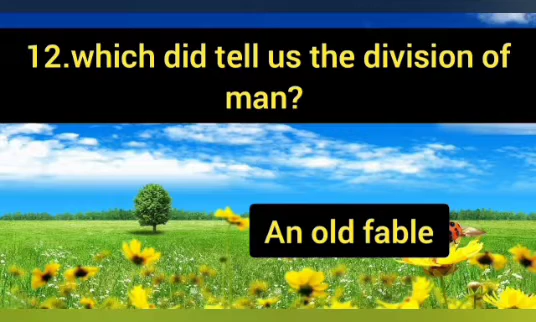 12.which did tell us the division of
man?
An old fable